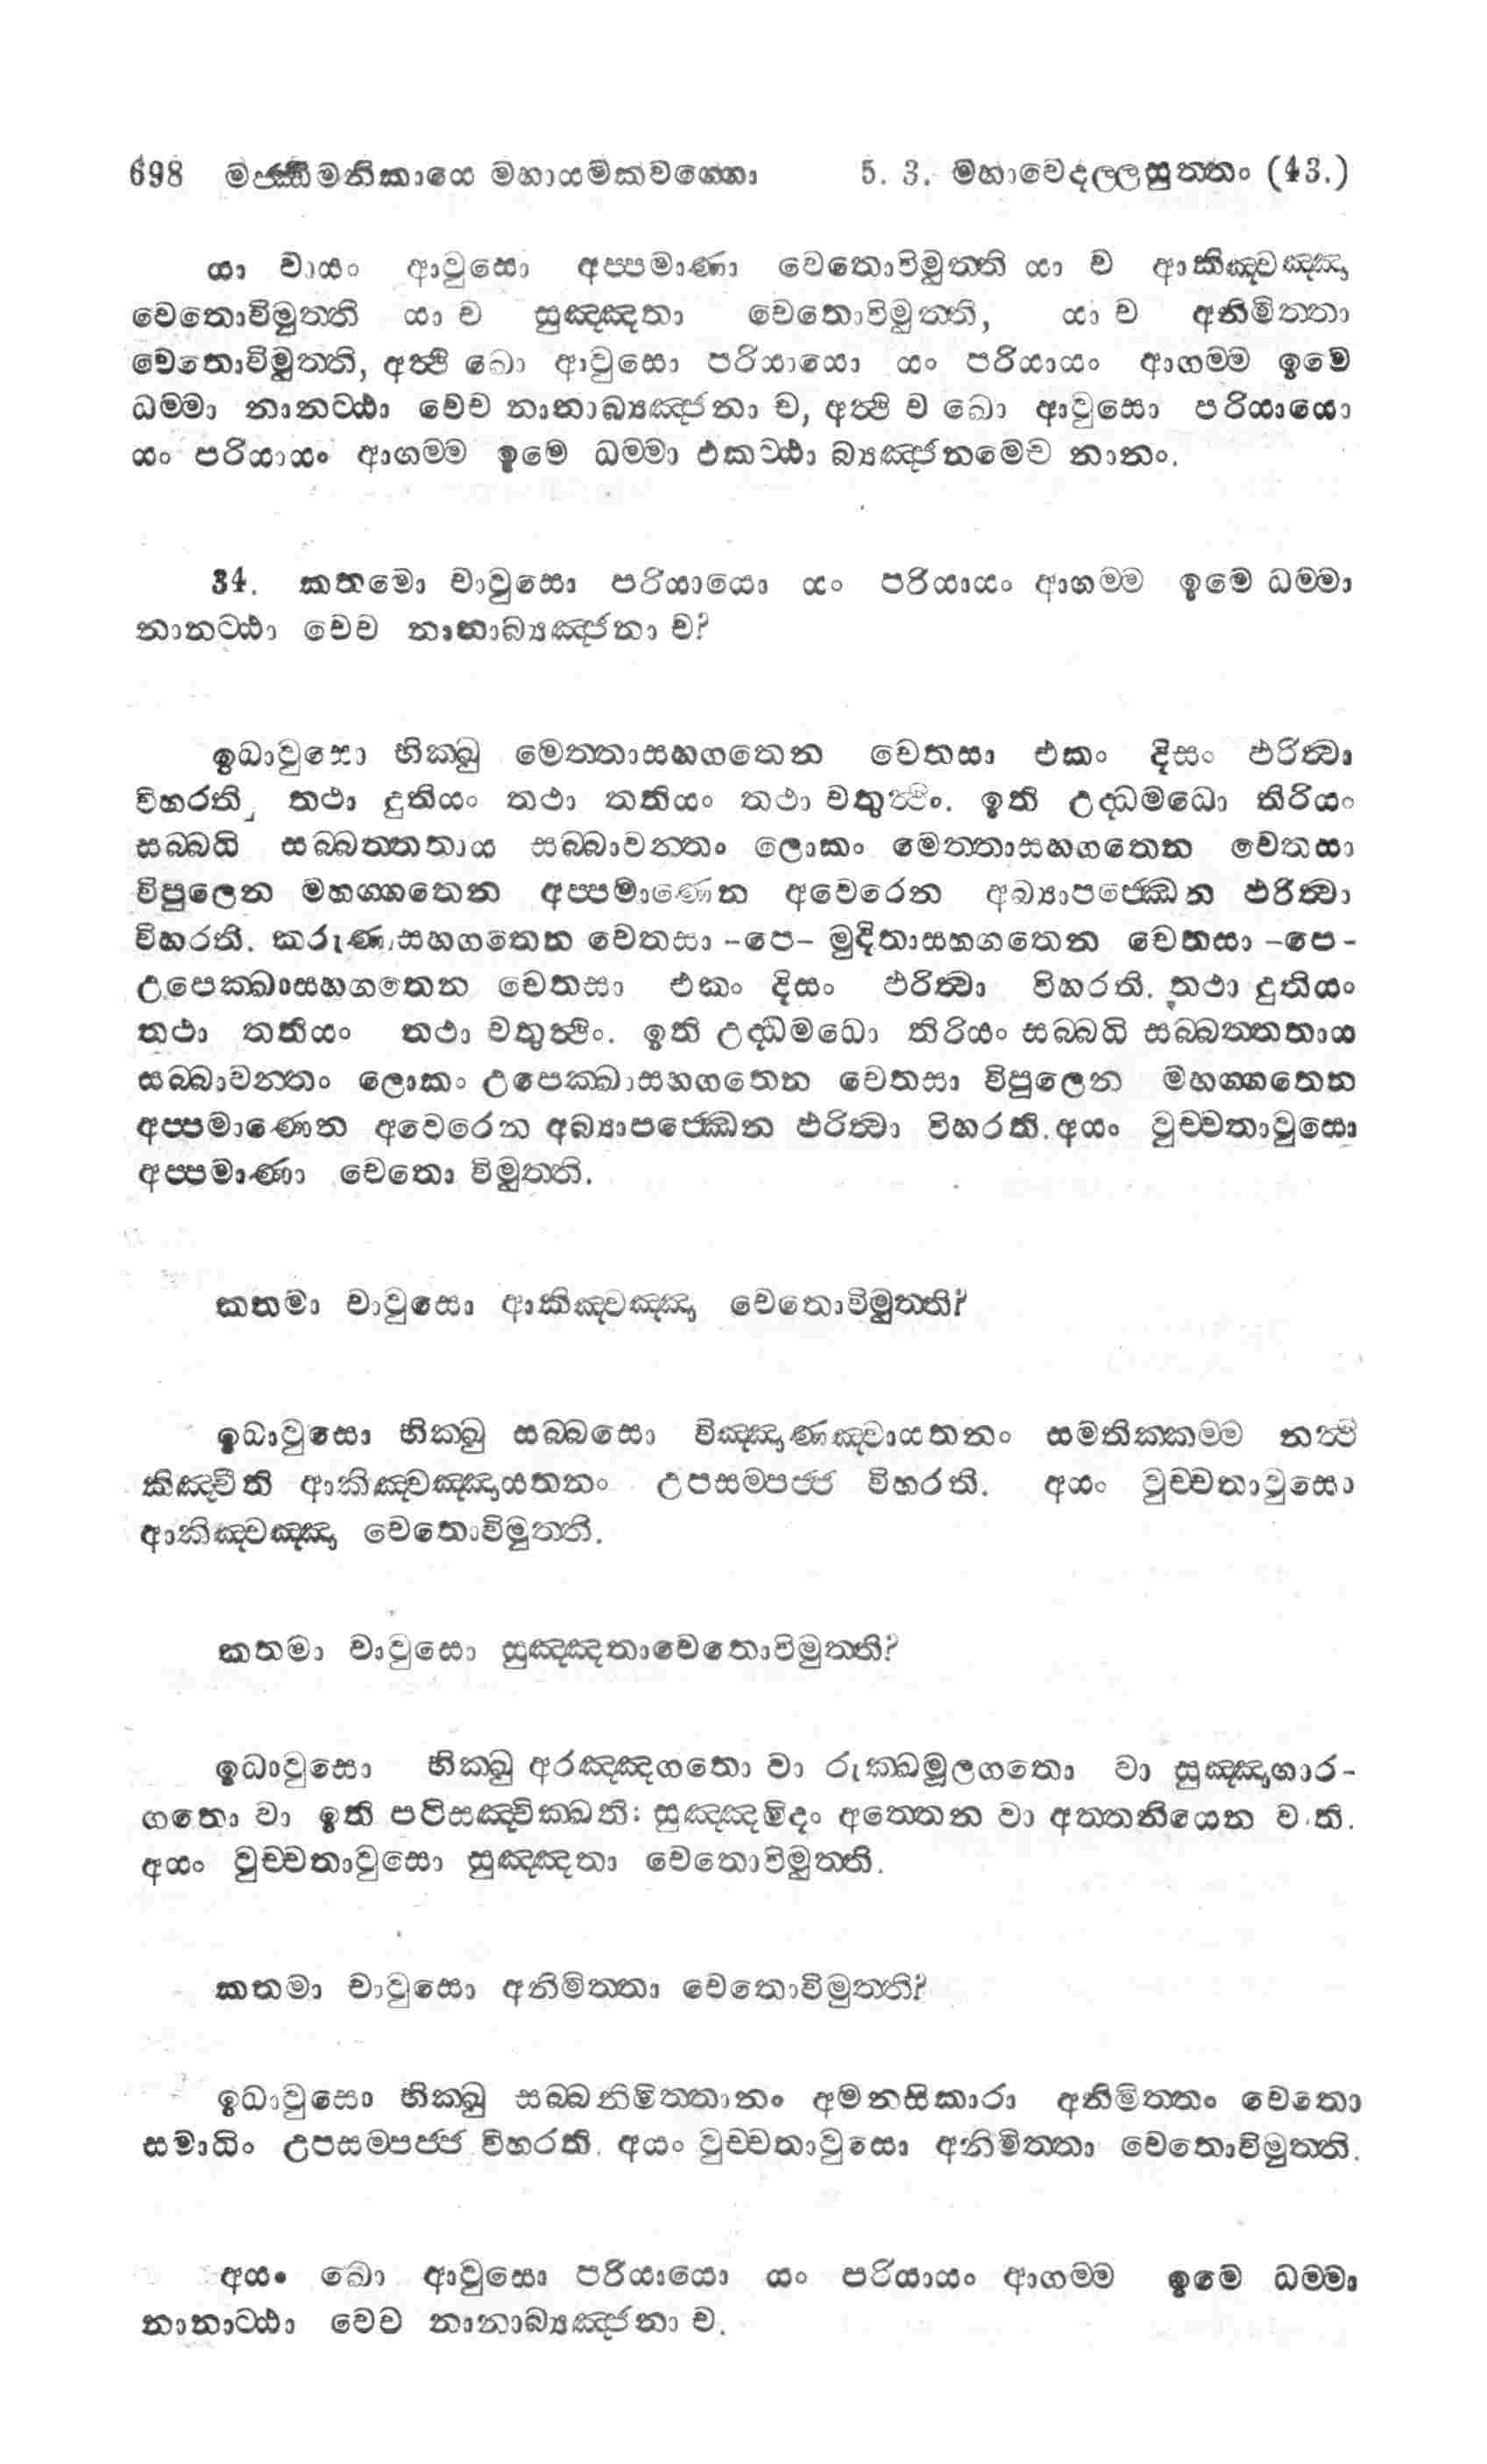 698 මජ්ඣිමනිකායෙ මහායමකවග්ගො 5. 3. මහාවෙදල්ලසුත්තං (43.)
යා චායං ආවුසො අප්පමාණා චෙතොවිමුත්ති යා ච ආකිඤ්චඤ්ඤා
චෙතොවිමුත්ති යා ච සුඤ්ඤතා චෙතොවිමුත්ති, යා ච අනිමිත්තා
චෙතොවිමුත්ති, අත්ථි ඛො ආවුසො පරියායො යං පරියායං ආගම්ම ඉමෙ
ධම්මා නානට්ඨා චෙව නානාබ්‍යඤ්ජනා ච, අත්ථි ච ඛො ආවුසො පරියායො
යං පරියායං ආගම්ම ඉමෙ ධම්මා එකට්ඨා බ්‍යඤ්ජනමෙව නානං.
34. කතමො චාවුසො පරියායො යං පරියායං ආගම්ම ඉමෙ ධම්මා
නානට්ඨා චෙව නානාබ්‍යඤ්ජනා ච?
ඉධාවුසො භික්ඛු මෙත්තාසහගතෙන චෙතසා එකං දිසං ඵරිත්වා
විහරති, තථා දුතියං තථා තතියං තථා චතුත්ථිං. ඉති උද්ධමධො තිරියං
සබ්බධි සබ්බත්තතාය සබ්බාවන්තං ලොකං මෙත්තාසහගතෙන චෙතසා
විපුලෙන මහග්ගතෙන අප්පමාණෙන අවෙරෙන අබ්‍යාපජ්ඣෙන ඵරිත්වා
විහරති. කරුණාසහගතෙන චෙතසා -පෙ- මුදිතාසහගතෙන චෙතසා -පෙ-
උපෙක්ඛාසහගතෙන චෙතසා එකං දිසං ඵරිත්වා විහරති. තථා දුතියං
තථා තතියං තථා චතුත්ථිං. ඉති උද්ධමධො තිරියං සබ්බධි සබ්බත්තතාය
සබ්බාවන්තං ලොකං උපෙක්ඛාසහගතෙන චෙතසා විපුලෙන මහග්ගතෙන
අප්පමාණෙන අවෙරෙන අබ්‍යාපජ්ඣෙන ඵරිත්වා විහරති. අයං වුච්චතාවුසො
අප්පමාණා චෙතො විමුත්ති.
කතමා චාවුසො ආකිඤ්චඤ්ඤා චෙතොවිමුත්ති?
ඉධාවුසො භික්ඛු සබ්බසො විඤ්ඤාණඤ්චායතනං සමතික්කම්ම නත්ථි
කිඤ්චීති ආකිඤ්චඤ්ඤායතනං උපසම්පජ්ජ විහරති. අයං වුච්චතාවුසො
ආකිඤ්චඤ්ඤා චෙතොවිමුත්ති.
කතමා චාවුසො සුඤ්ඤතාචෙතොවිමුත්ති?
ඉධාවුසො භික්ඛු අරඤ්ඤගතො වා රුක්ඛමූලගතො වා සුඤ්ඤාගාර-
ගතො වා ඉති පටිසඤ්චික්ඛති: සුඤ්ඤමිදං අත්තෙන වා අත්තනියෙන වාති.
අයං වුච්චතාවුසො සුඤ්ඤතා චෙතොවිමුත්ති.
කතමා චාවුසො අනිමිත්තා චෙතොවිමුත්ති?
ඉධාවුසො භික්ඛු සබ්බනිමිත්තානං අමනසිකාරා අනිමිත්තං චෙතො
සමාධිං උපසම්පජ්ජ විහරති. අයං වුච්චතාවුසො අනිමිත්තා චෙතොවිමුත්ති.
අයං ඛො ආවුසො පරියායො යං පරියායං ආගම්ම ඉමෙ ධම්මා
නානාට්ඨා චෙව නානාබ්‍යඤ්ජනා ච.